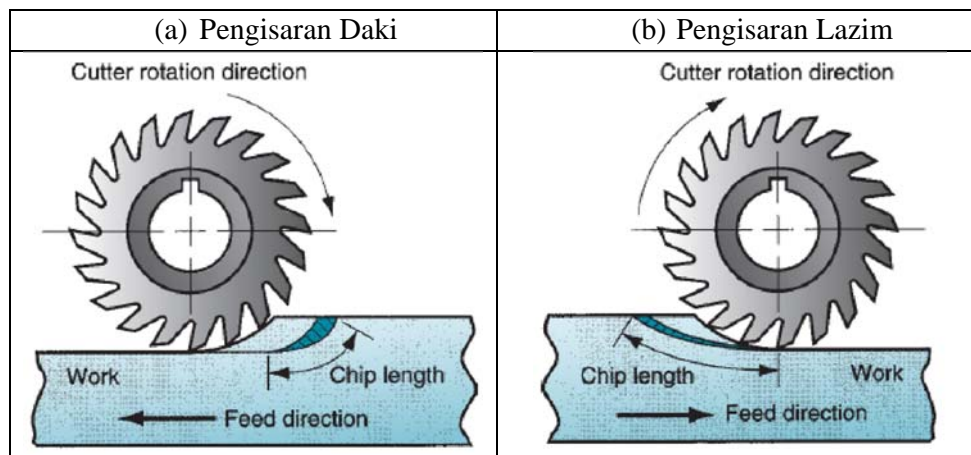 (a) Pengisaran Daki
(b) Pengisaran Lazim
Cutter rotation direction
Chip length
Work
Feed direction
Cutter rotation direction
Chip length
Work
Feed direction